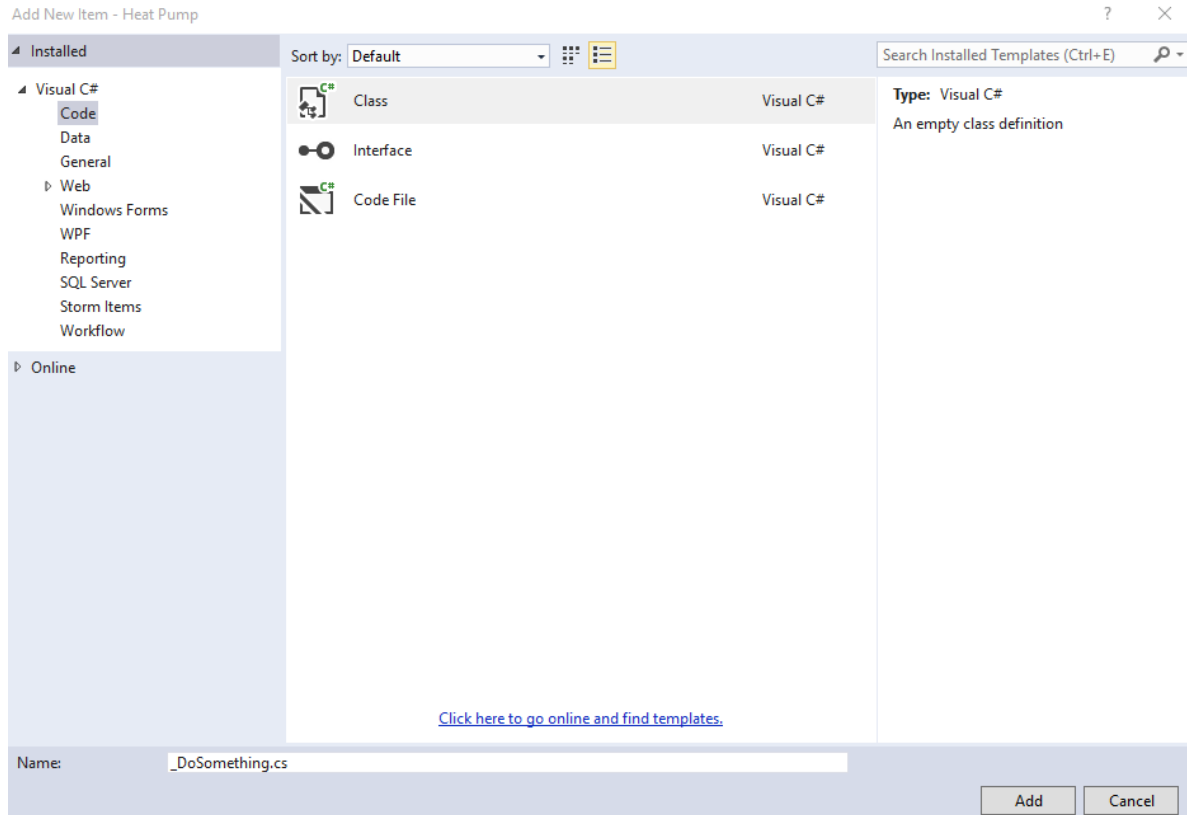 Add New Item - Heat Pump ?
Installed
Sort by: Default
Search Installed Templates (Ctrl+E)
Visual C#
Code
Data
General
Web
Windows Forms
WPF
Reporting
SQL Server
Storm Items
Workflow
Online
C# Class Visual C#
Interface Visual C#
C# Code File Visual C#
Type: Visual C#
An empty class definition
Click here to go online and find templates.
Name: _DoSomething.cs
Add Cancel